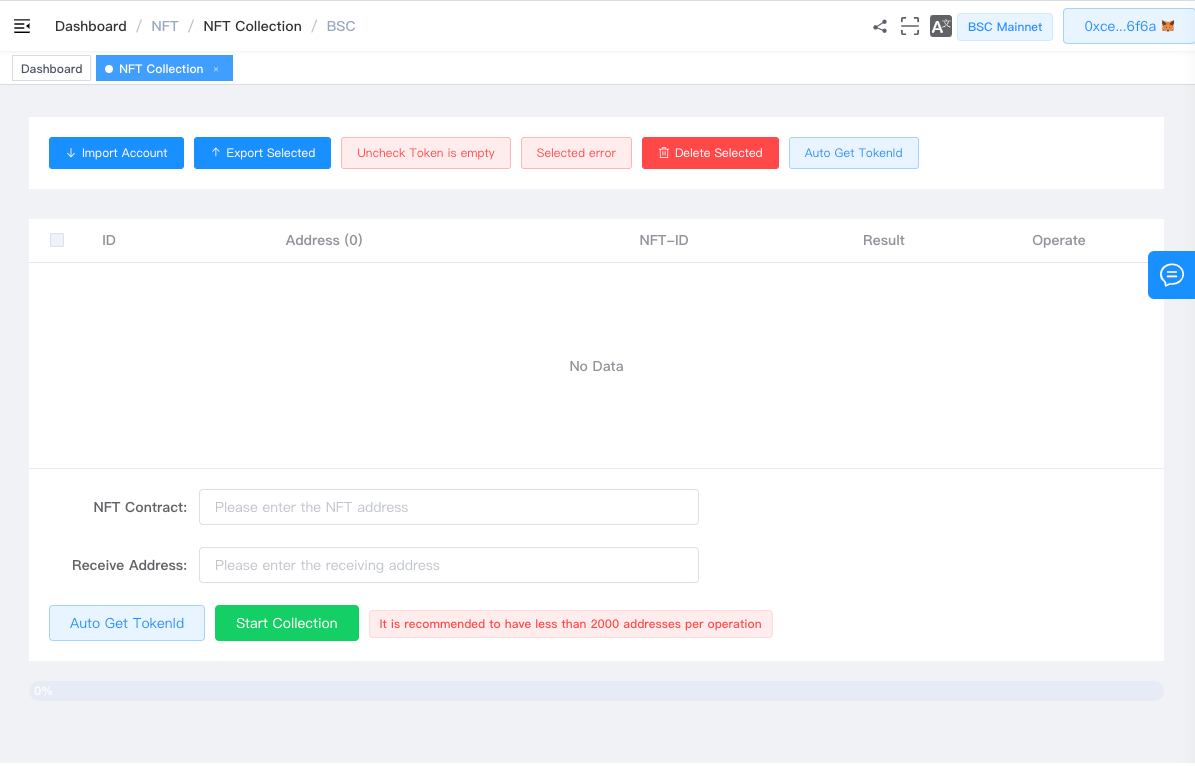 Dashboard / NFT / NFT Collection / BSC
A文
BSC Mainnet
0xce...6f6a
Dashboard
NFT Collection ×
Import Account
Export Selected
Uncheck Token is empty
Selected error
Delete Selected
Auto Get TokenId
ID Address (0) NFT-ID Result Operate
No Data
NFT Contract: Please enter the NFT address
Receive Address: Please enter the receiving address
Auto Get TokenId
Start Collection
It is recommended to have less than 2000 addresses per operation
0%